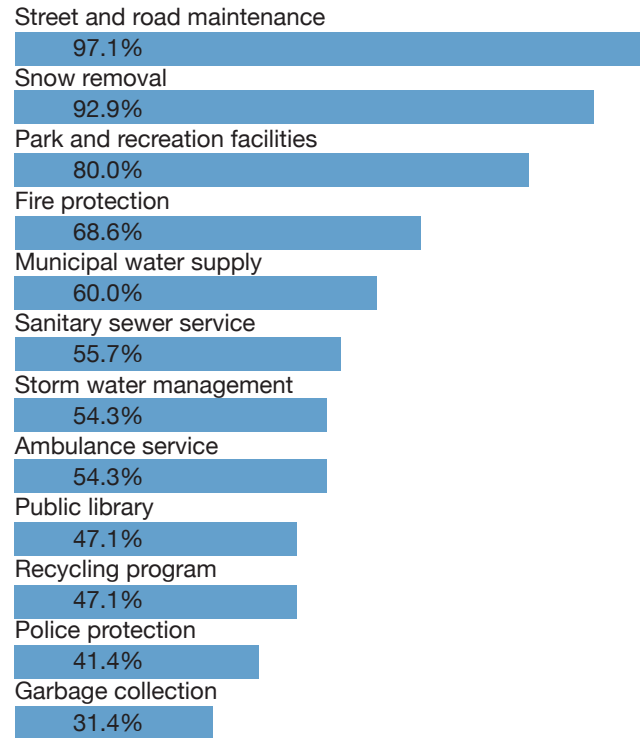 Street and road maintenance
97.1%
Snow removal
92.9%
Park and recreation facilities
80.0%
Fire protection
68.6%
Municipal water supply
60.0%
Sanitary sewer service
55.7%
Storm water management
54.3%
Ambulance service
54.3%
Public library
47.1%
Recycling program
47.1%
Police protection
41.4%
Garbage collection
31.4%